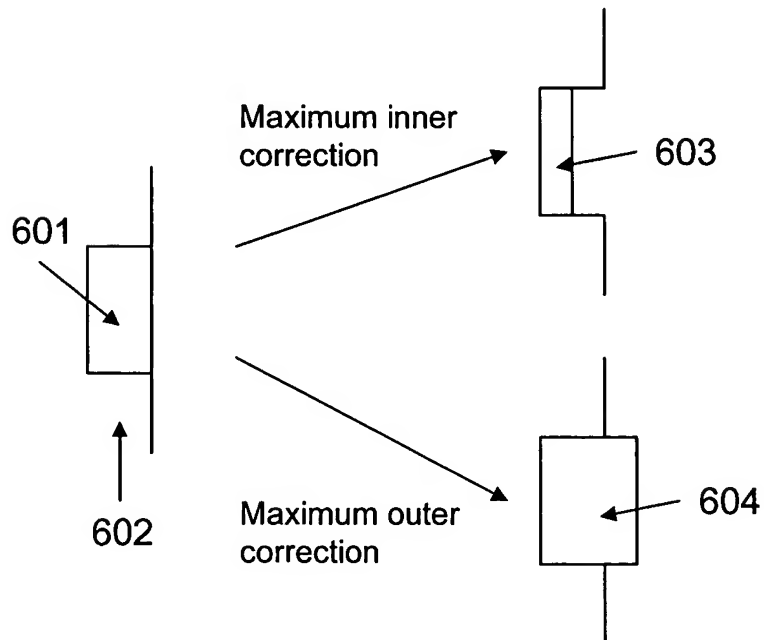 Maximum inner
correction
603
601
602
Maximum outer
correction
604